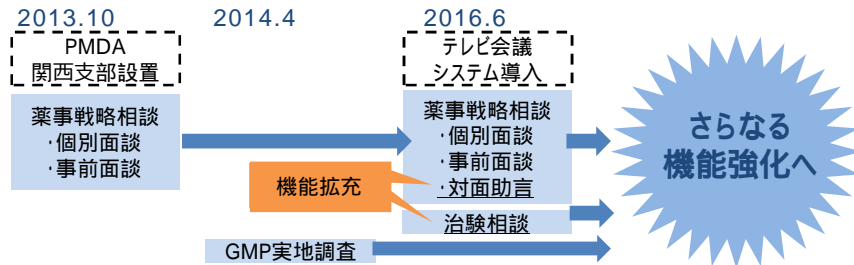 2013.10
2014.4
2016.6
PMDA
関西支部設置
テレビ会議
システム導入
薬事戦略相談
・個別面談
・事前面談
薬事戦略相談
・個別面談
・事前面談
・対面助言
機能拡充
治験相談
GMP実地調査
さらなる
機能強化へ